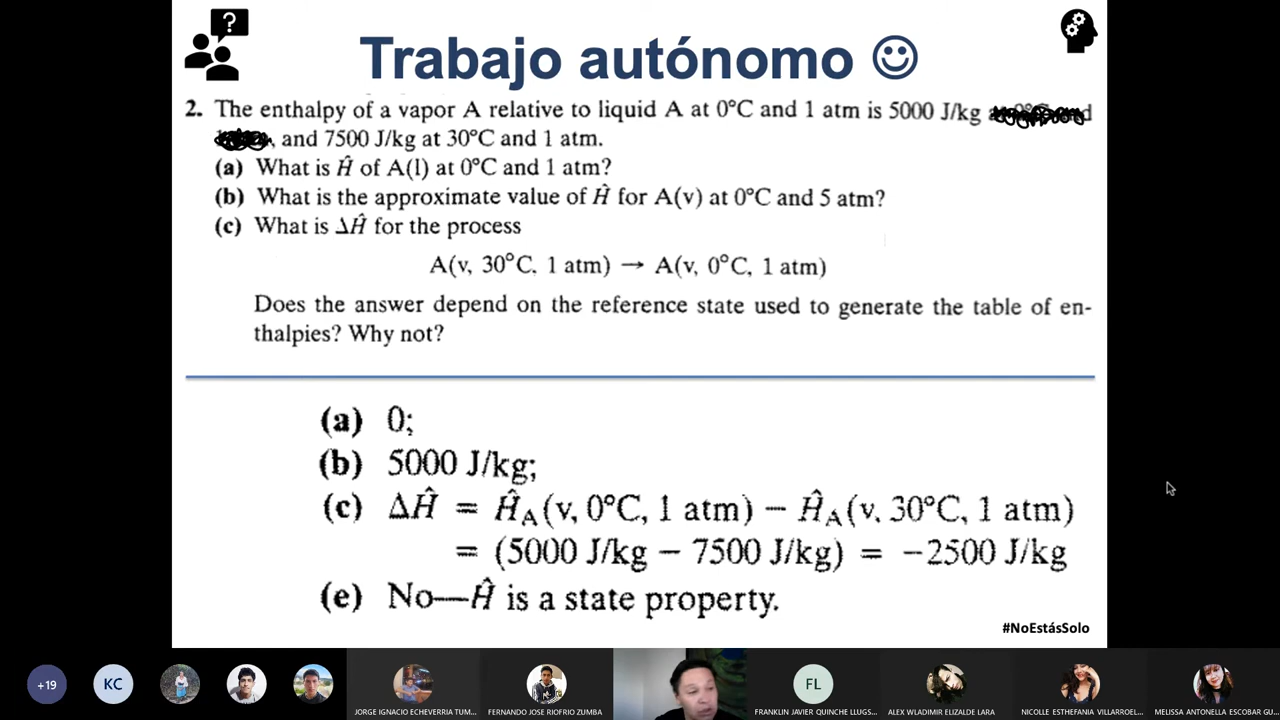 ?
Trabajo autónomo ☺
2. The enthalpy of a vapor A relative to liquid A at 0°C and 1 atm is 5000 J/kg
, and 7500 J/kg at 30°C and 1 atm.
(a) What is Ĥ of A(l) at 0°C and 1 atm?
(b) What is the approximate value of Ĥ for A(v) at 0°C and 5 atm?
(c) What is ΔĤ for the process
A(v, 30°C, 1 atm) → A(v, 0°C, 1 atm)
Does the answer depend on the reference state used to generate the table of en-
thalpies? Why not?
(a) 0;
(b) 5000 J/kg;
(c) ΔĤ = ĤA(v, 0°C, 1 atm) − ĤA(v, 30°C, 1 atm)
= (5000 J/kg − 7500 J/kg) = −2500 J/kg
(e) No—Ĥ is a state property.
#NoEstásSolo
+19
KC
FL
JORGE IGNACIO ECHEVERRIA TUM...
FERNANDO JOSE RIOFRIO ZUMBA
FRANKLIN JAVIER QUINCHE LLUGS...
ALEX WLADIMIR ELIZALDE LARA
NICOLLE ESTHEFENIA VILLARROEL...
MELISSA ANTONELLA ESCOBAR GU...